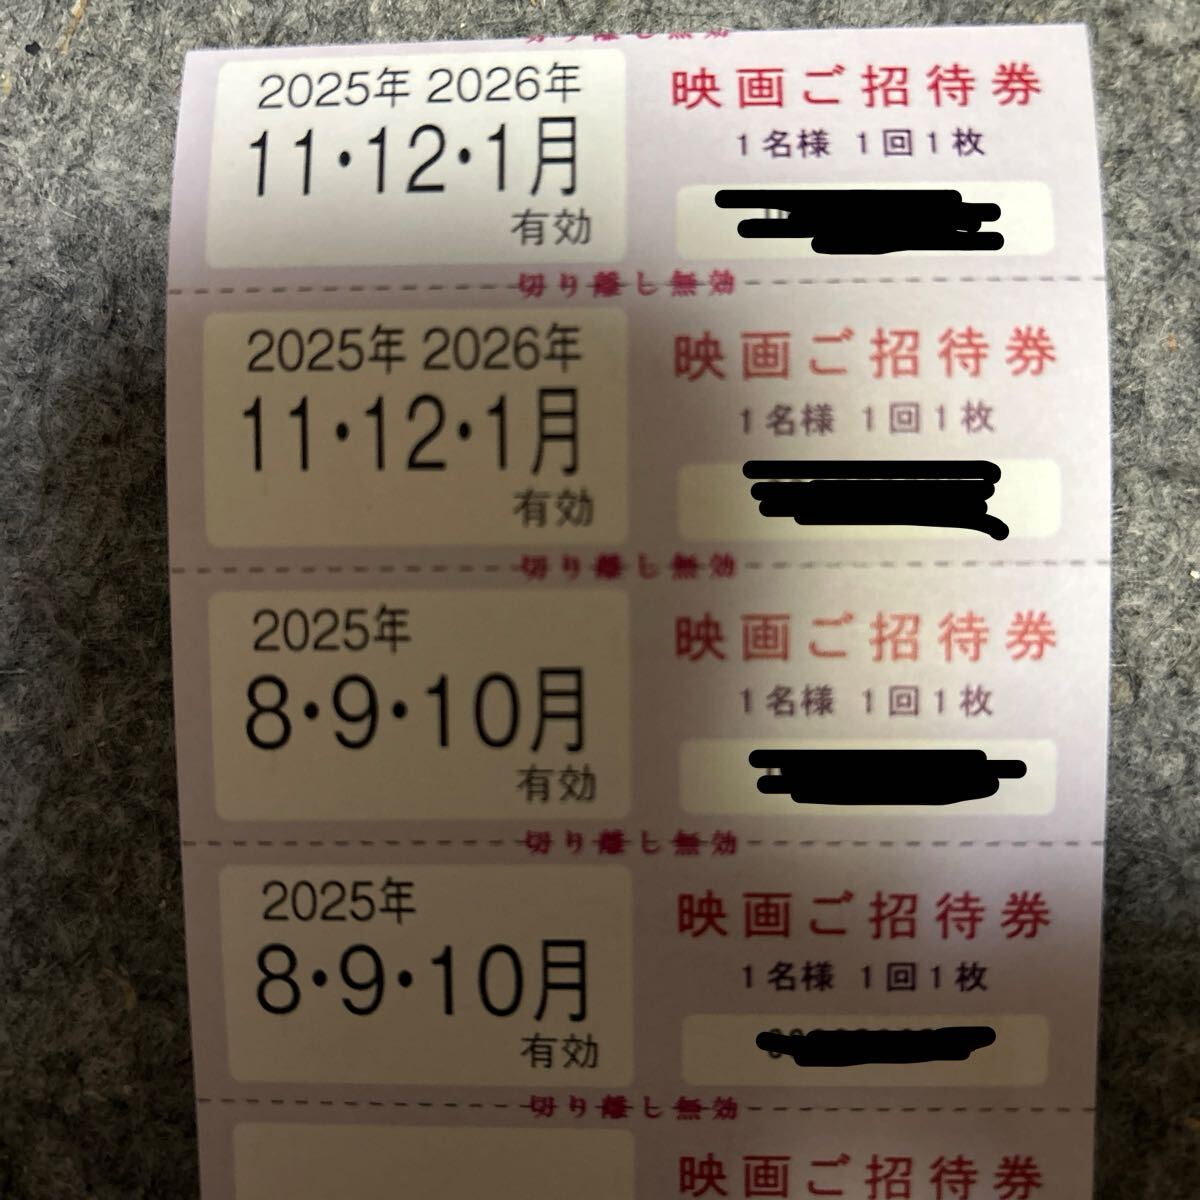 切り離し無効
2025年 2026年
11・12・1月
有効
映画ご招待券
1名様 1回1枚
切り離し無効
2025年 2026年
11・12・1月
有効
映画ご招待券
1名様 1回1枚
切り離し無効
2025年
8・9・10月
有効
映画ご招待券
1名様 1回1枚
切り離し無効
2025年
8・9・10月
有効
映画ご招待券
1名様 1回1枚
切り離し無効
映画ご招待券